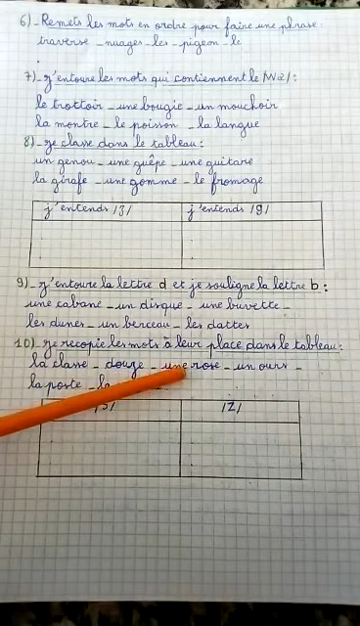 6)_ Remets les mots en ordre pour faire une phrase:
traverse _ nuages _ les _ pigeon _ le
.
7)_ J'entoure les mots qui contiennent le /wa/:
le trottoir _ une bougie _ un mouchoir
la montre _ le poisson _ la langue
8)_ je classe dans le tableau:
un genou _ une guêpe _ une guitare
la girafe _ une gomme _ le fromage
j'entends /ʒ/ j'entends /g/
9)_ J'entoure la lettre d et je souligne la lettre b:
une cabane _ un disque _ une buvette _
les dunes _ un berceau _ les dattes
10)_ Je recopie les mots à leur place dans le tableau:
la classe _ douze _ une rose _ un ours _
la poste _ la
/s/ /Z/